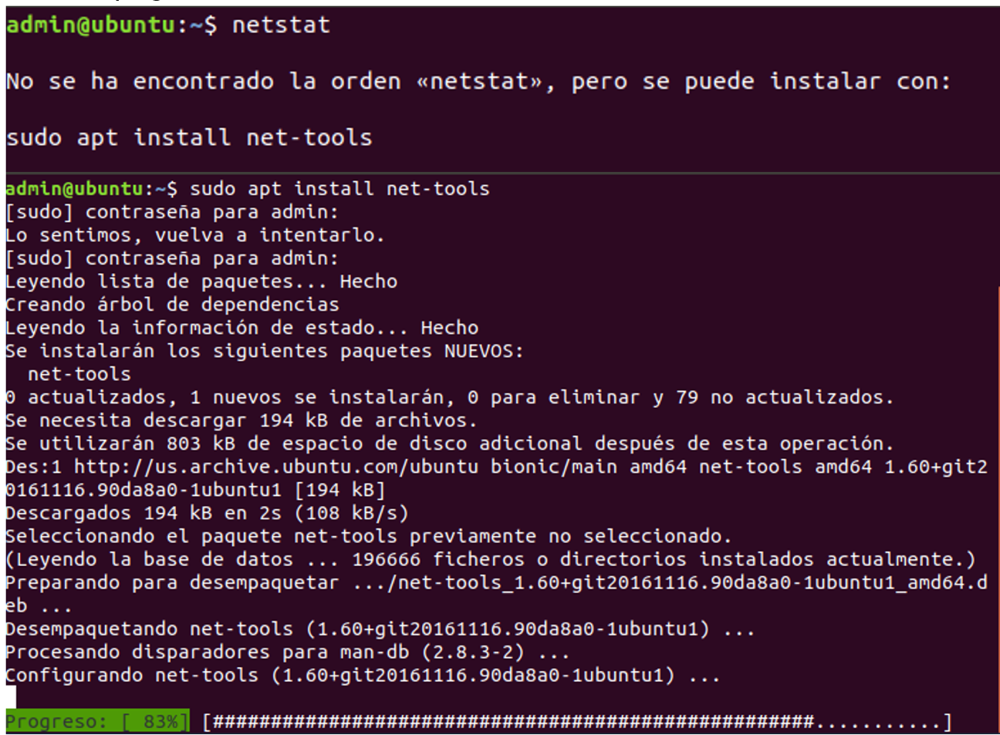 admin@ubuntu:~$ netstat
No se ha encontrado la orden «netstat», pero se puede instalar con:
sudo apt install net-tools
admin@ubuntu:~$ sudo apt install net-tools
[sudo] contraseña para admin:
Lo sentimos, vuelva a intentarlo.
[sudo] contraseña para admin:
Leyendo lista de paquetes... Hecho
Creando árbol de dependencias
Leyendo la información de estado... Hecho
Se instalarán los siguientes paquetes NUEVOS:
  net-tools
0 actualizados, 1 nuevos se instalarán, 0 para eliminar y 79 no actualizados.
Se necesita descargar 194 kB de archivos.
Se utilizarán 803 kB de espacio de disco adicional después de esta operación.
Des:1 http://us.archive.ubuntu.com/ubuntu bionic/main amd64 net-tools amd64 1.60+git2
0161116.90da8a0-1ubuntu1 [194 kB]
Descargados 194 kB en 2s (108 kB/s)
Seleccionando el paquete net-tools previamente no seleccionado.
(Leyendo la base de datos ... 196666 ficheros o directorios instalados actualmente.)
Preparando para desempaquetar .../net-tools_1.60+git20161116.90da8a0-1ubuntu1_amd64.d
eb ...
Desempaquetando net-tools (1.60+git20161116.90da8a0-1ubuntu1) ...
Procesando disparadores para man-db (2.8.3-2) ...
Configurando net-tools (1.60+git20161116.90da8a0-1ubuntu1) ...
Progreso: [ 83%] [####################################################...........]